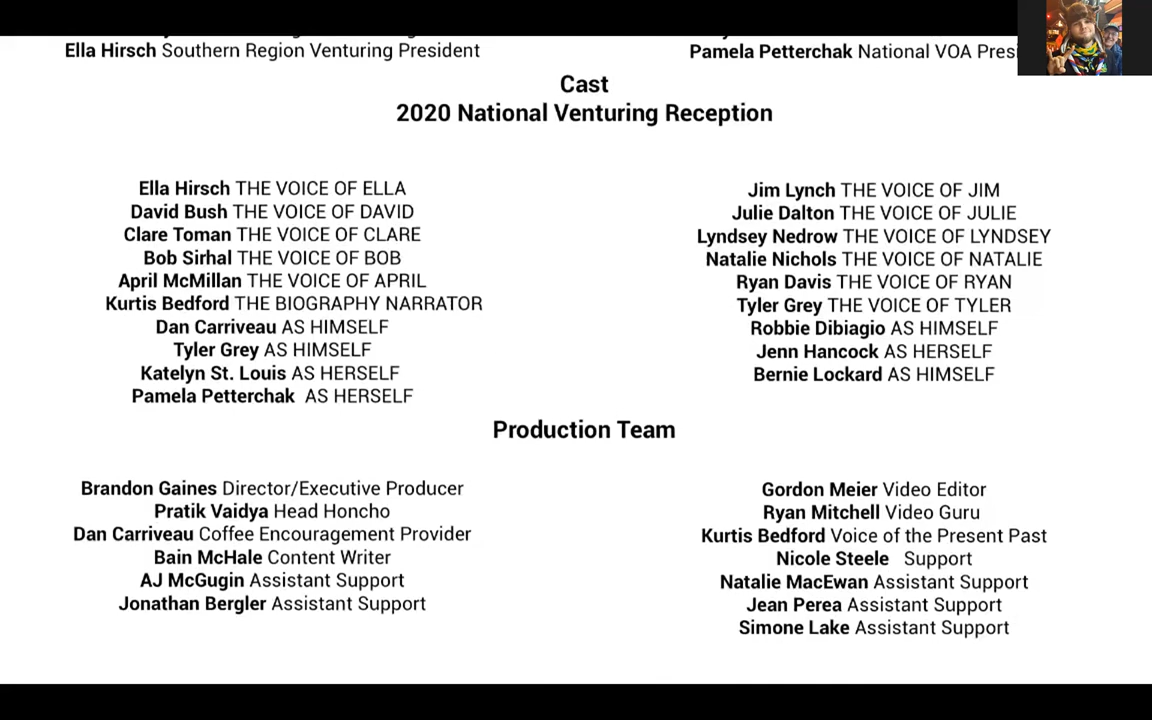 Ella Hirsch Southern Region Venturing President
Pamela Petterchak National VOA
Cast
2020 National Venturing Reception
Ella Hirsch THE VOICE OF ELLA
David Bush THE VOICE OF DAVID
Clare Toman THE VOICE OF CLARE
Bob Sirhal THE VOICE OF BOB
April McMillan THE VOICE OF APRIL
Kurtis Bedford THE BIOGRAPHY NARRATOR
Dan Carriveau AS HIMSELF
Tyler Grey AS HIMSELF
Katelyn St. Louis AS HERSELF
Pamela Petterchak AS HERSELF
Jim Lynch THE VOICE OF JIM
Julie Dalton THE VOICE OF JULIE
Lyndsey Nedrow THE VOICE OF LYNDSEY
Natalie Nichols THE VOICE OF NATALIE
Ryan Davis THE VOICE OF RYAN
Tyler Grey THE VOICE OF TYLER
Robbie Dibiagio AS HIMSELF
Jenn Hancock AS HERSELF
Bernie Lockard AS HIMSELF
Production Team
Brandon Gaines Director/Executive Producer
Pratik Vaidya Head Honcho
Dan Carriveau Coffee Encouragement Provider
Bain McHale Content Writer
AJ McGugin Assistant Support
Jonathan Bergler Assistant Support
Gordon Meier Video Editor
Ryan Mitchell Video Guru
Kurtis Bedford Voice of the Present Past
Nicole Steele Support
Natalie MacEwan Assistant Support
Jean Perea Assistant Support
Simone Lake Assistant Support